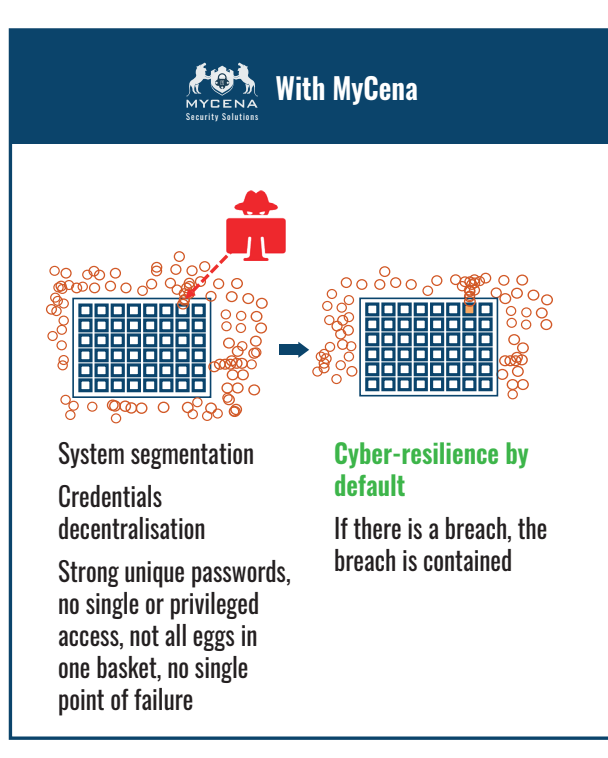 MYCENA
Security Solutions
With MyCena
System segmentation
Credentials
decentralisation
Strong unique passwords,
no single or privileged
access, not all eggs in
one basket, no single
point of failure
Cyber-resilience by
default
If there is a breach, the
breach is contained